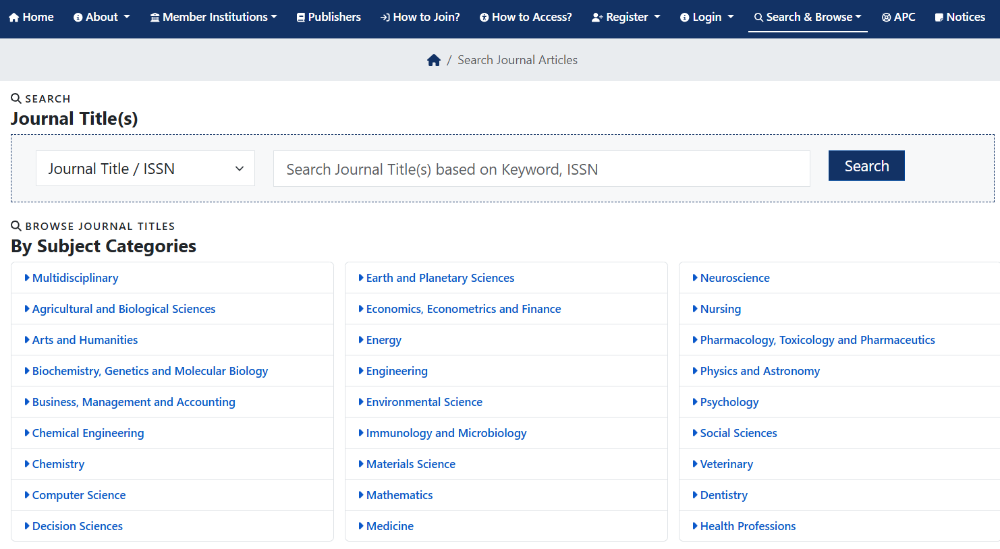 Home About Member Institutions Publishers How to Join? How to Access? Register Login Search & Browse APC Notices
/ Search Journal Articles
SEARCH
Journal Title(s)
Journal Title / ISSN Search Journal Title(s) based on Keyword, ISSN Search
BROWSE JOURNAL TITLES
By Subject Categories
Multidisciplinary
Agricultural and Biological Sciences
Arts and Humanities
Biochemistry, Genetics and Molecular Biology
Business, Management and Accounting
Chemical Engineering
Chemistry
Computer Science
Decision Sciences
Earth and Planetary Sciences
Economics, Econometrics and Finance
Energy
Engineering
Environmental Science
Immunology and Microbiology
Materials Science
Mathematics
Medicine
Neuroscience
Nursing
Pharmacology, Toxicology and Pharmaceutics
Physics and Astronomy
Psychology
Social Sciences
Veterinary
Dentistry
Health Professions